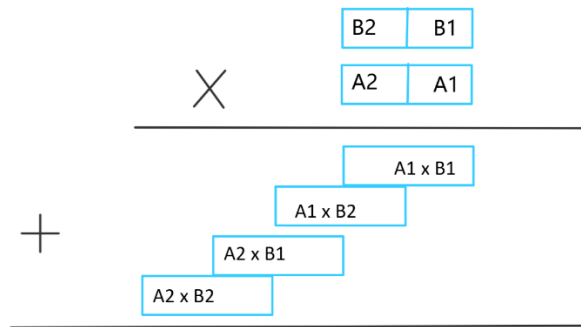 B2 B1
X A2 A1
A1 x B1
A1 x B2
+
A2 x B1
A2 x B2